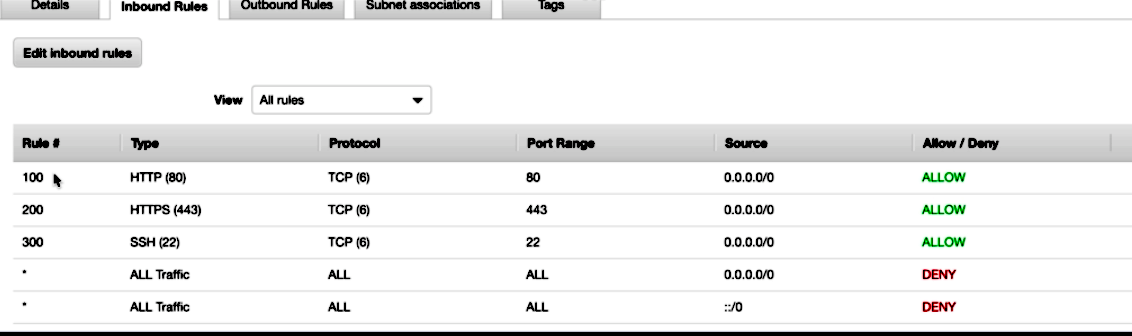 Details Inbound Rules Outbound Rules Subnet associations Tags
Edit inbound rules
View All rules
Rule # Type Protocol Port Range Source Allow / Deny
100 HTTP (80) TCP (6) 80 0.0.0.0/0 ALLOW
200 HTTPS (443) TCP (6) 443 0.0.0.0/0 ALLOW
300 SSH (22) TCP (6) 22 0.0.0.0/0 ALLOW
* ALL Traffic ALL ALL 0.0.0.0/0 DENY
* ALL Traffic ALL ALL ::/0 DENY